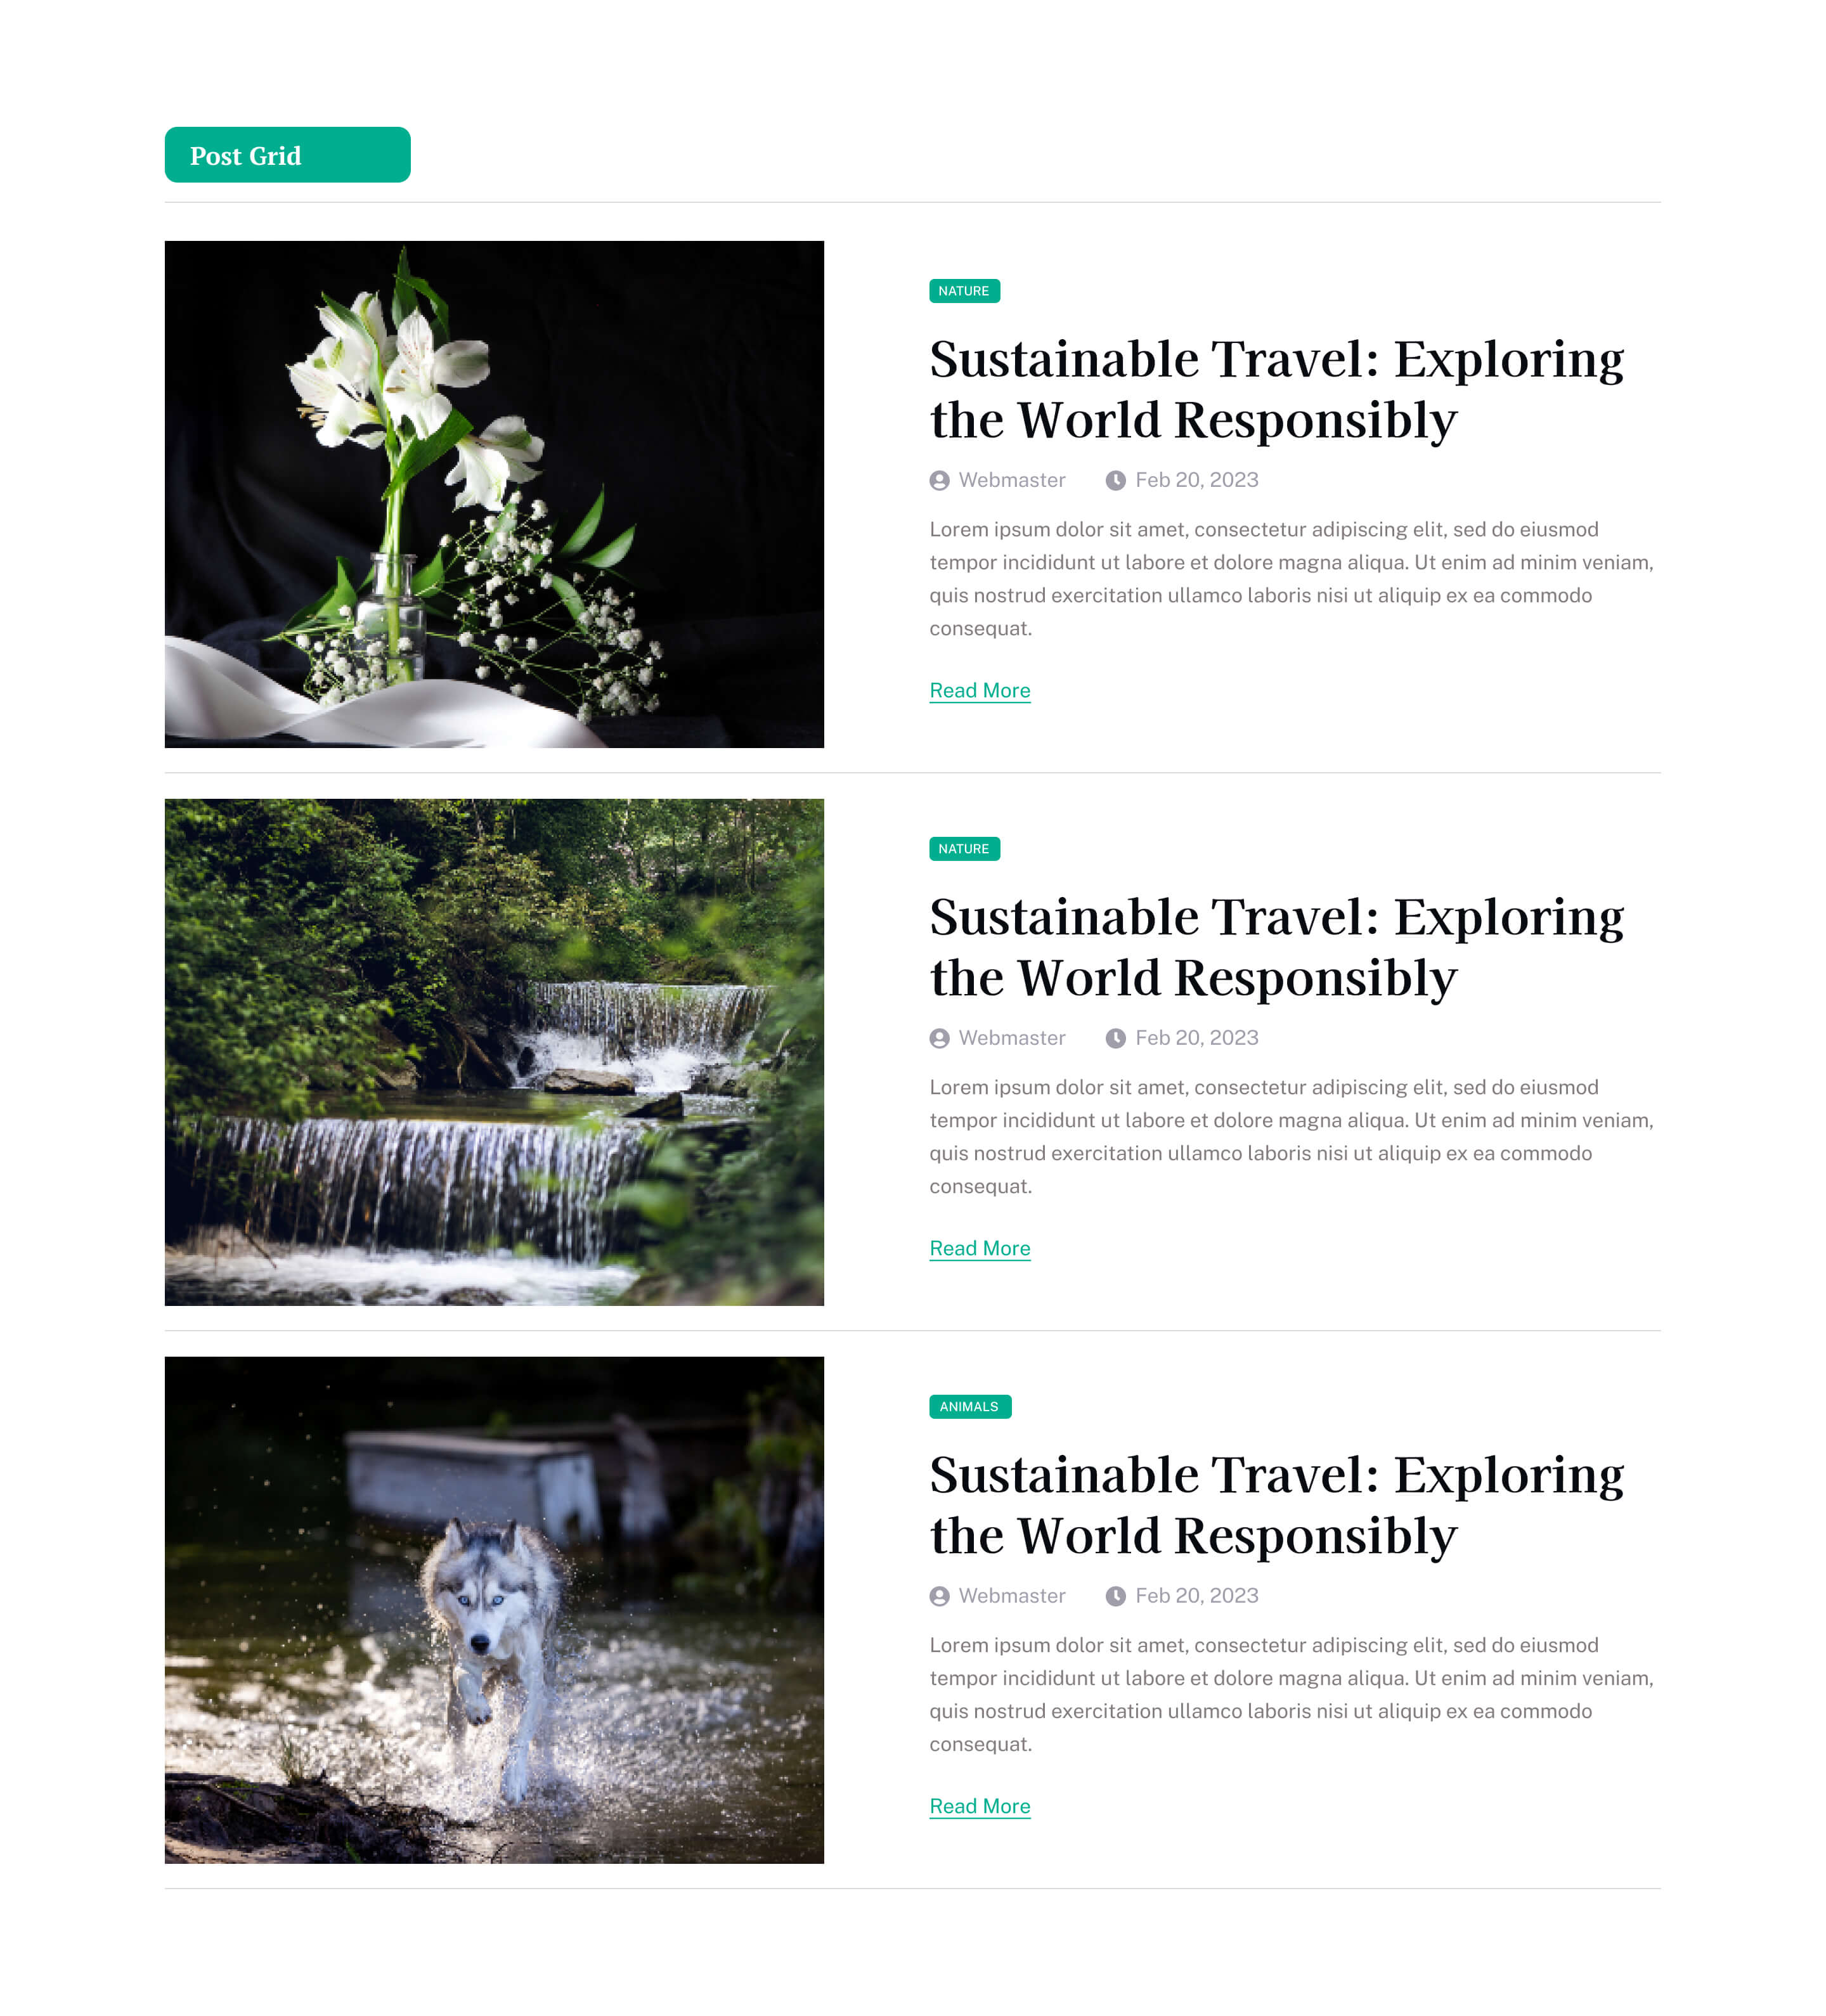 Post Grid
NATURE
Sustainable Travel: Exploring
the World Responsibly
Webmaster Feb 20, 2023
Lorem ipsum dolor sit amet, consectetur adipiscing elit, sed do eiusmod
tempor incididunt ut labore et dolore magna aliqua. Ut enim ad minim veniam,
quis nostrud exercitation ullamco laboris nisi ut aliquip ex ea commodo
consequat.
Read More
NATURE
Sustainable Travel: Exploring
the World Responsibly
Webmaster Feb 20, 2023
Lorem ipsum dolor sit amet, consectetur adipiscing elit, sed do eiusmod
tempor incididunt ut labore et dolore magna aliqua. Ut enim ad minim veniam,
quis nostrud exercitation ullamco laboris nisi ut aliquip ex ea commodo
consequat.
Read More
ANIMALS
Sustainable Travel: Exploring
the World Responsibly
Webmaster Feb 20, 2023
Lorem ipsum dolor sit amet, consectetur adipiscing elit, sed do eiusmod
tempor incididunt ut labore et dolore magna aliqua. Ut enim ad minim veniam,
quis nostrud exercitation ullamco laboris nisi ut aliquip ex ea commodo
consequat.
Read More